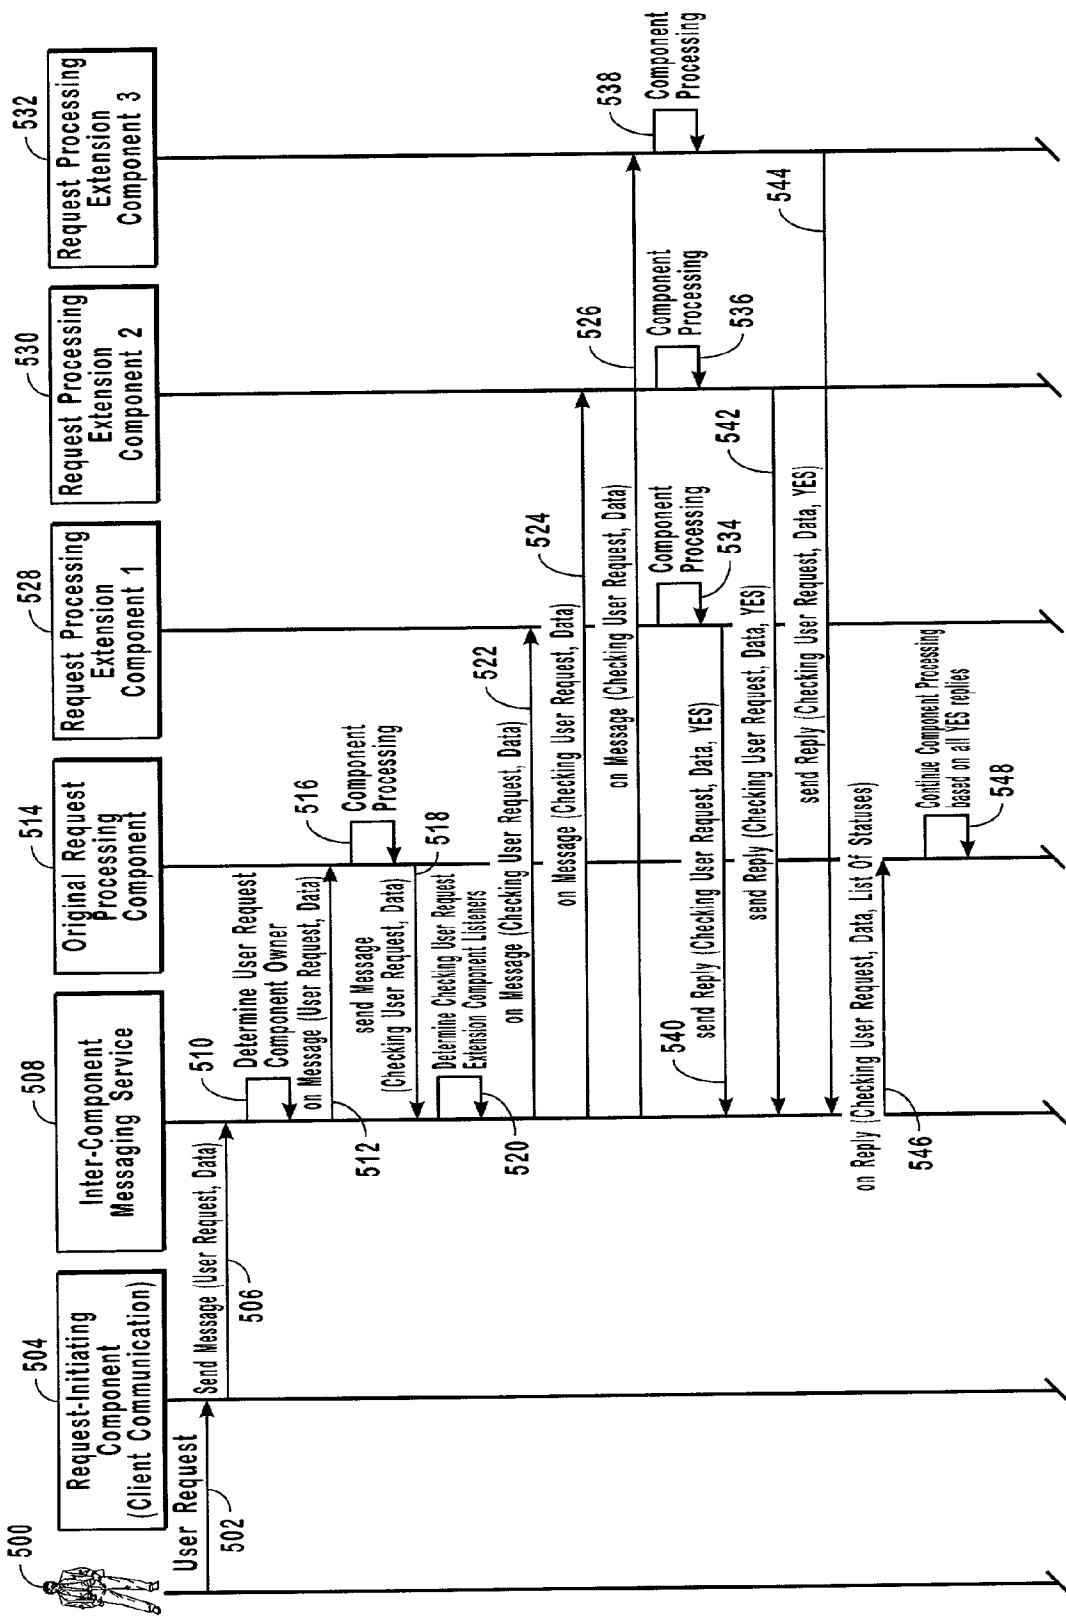 500
504
Request-Initiating
Component
(Client Communication)
508
Inter-Component
Messaging Service
514
Original Request
Processing
Component
528
Request Processing
Extension
Component 1
530
Request Processing
Extension
Component 2
532
Request Processing
Extension
Component 3
User Request
502
Send Message (User Request, Data)
506
510
Determine User Request
Component Owner
on Message (User Request, Data)
512
516
Component
Processing
518
send Message
(Checking User Request, Data)
Determine Checking User Request
Extension Component Listeners
520
on Message (Checking User Request, Data)
522
on Message (Checking User Request, Data)
524
on Message (Checking User Request, Data)
526
Component
Processing
534
Component
Processing
536
538
Component
Processing
540
send Reply (Checking User Request, Data, YES)
send Reply (Checking User Request, Data, YES)
542
send Reply (Checking User Request, Data, YES)
544
on Reply (Checking User Request, Data, List Of Statuses)
546
Continue Component Processing
based on all YES replies
548